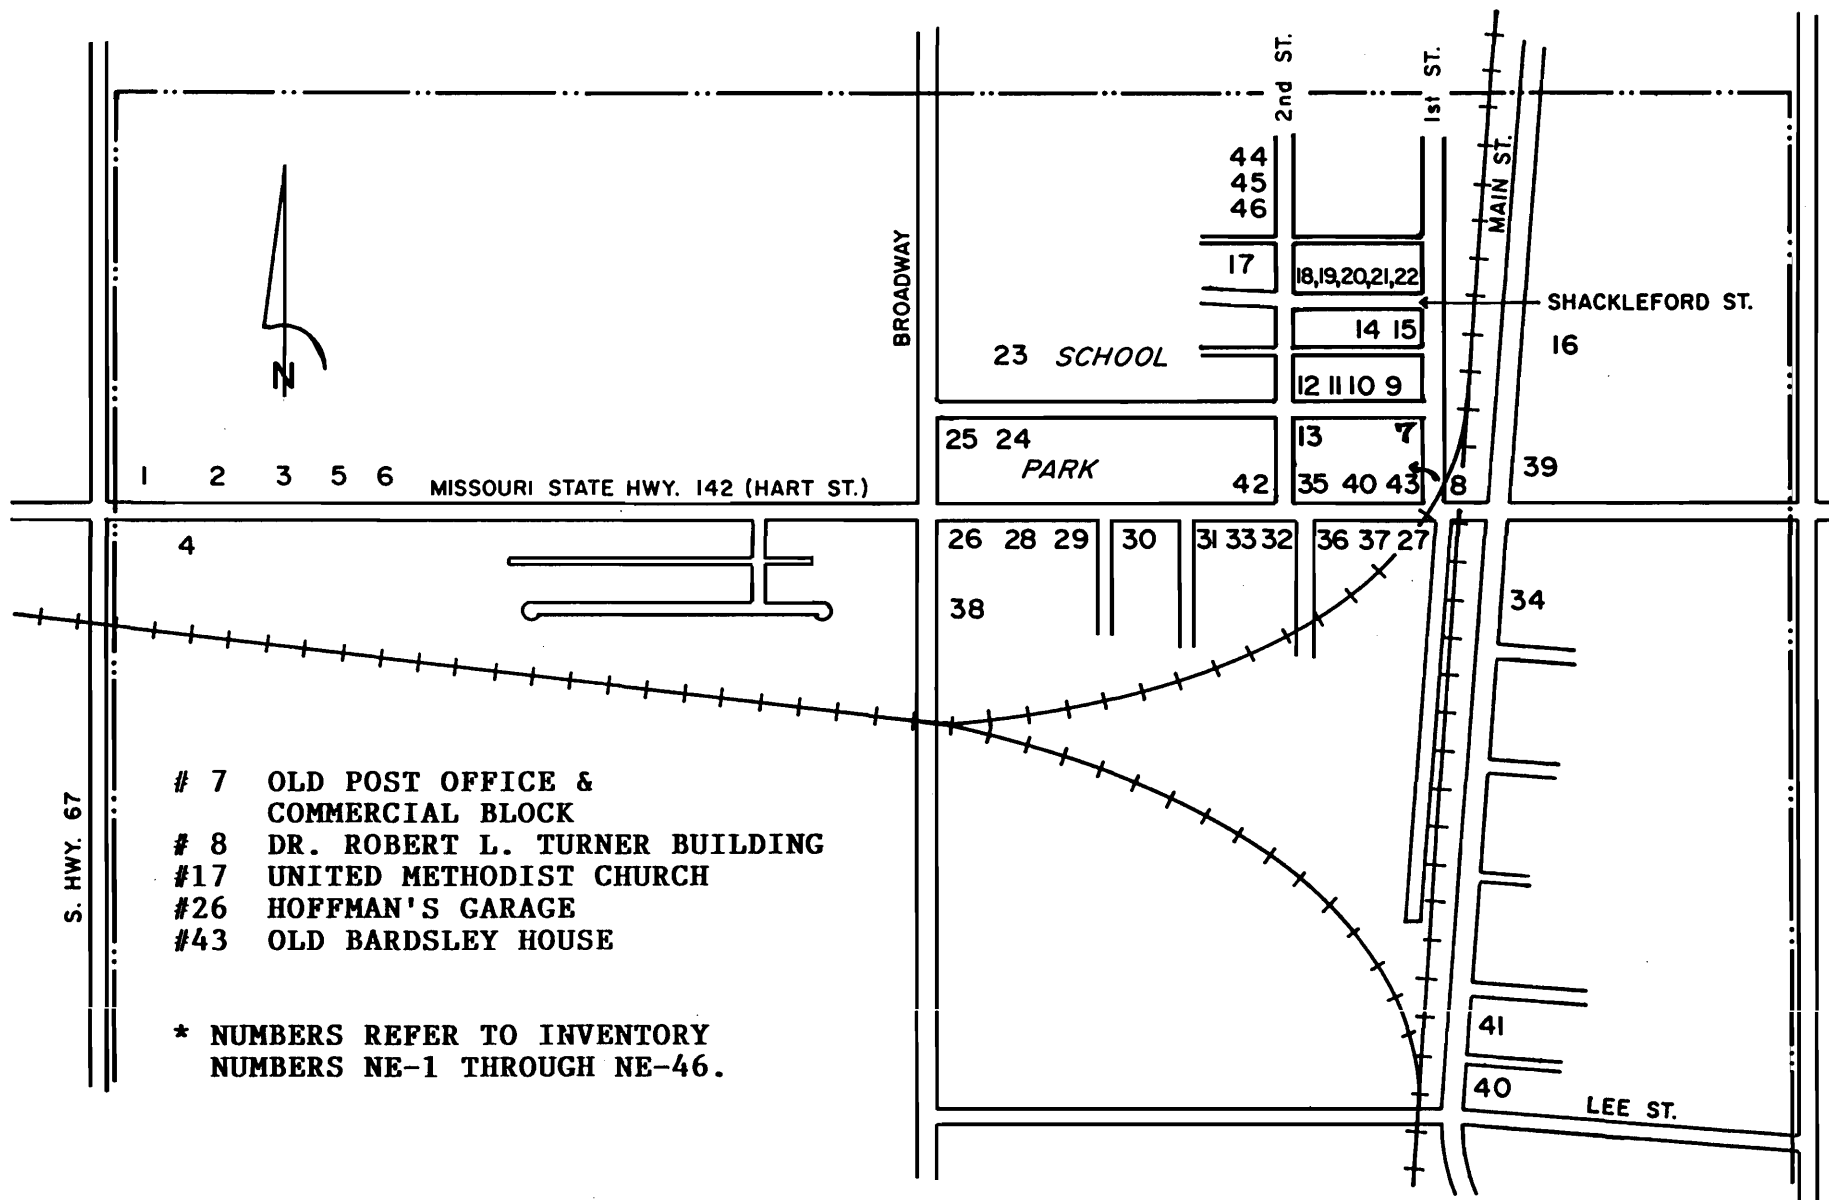 2nd ST.
1st ST.
MAIN ST.
44
45
46
BROADWAY
17
18,19,20,21,22
SHACKLEFORD ST.
14 15
16
N
23 SCHOOL
12 11 10 9
25 24
13 7
PARK
39
1 2 3 5 6
MISSOURI STATE HWY. 142 (HART ST.)
42
35 40 43
8
4
26 28 29 30 31 33 32 36 37 27
38
34
# 7 OLD POST OFFICE &
COMMERCIAL BLOCK
# 8 DR. ROBERT L. TURNER BUILDING
#17 UNITED METHODIST CHURCH
#26 HOFFMAN'S GARAGE
#43 OLD BARDSLEY HOUSE
S. HWY. 67
* NUMBERS REFER TO INVENTORY
NUMBERS NE-1 THROUGH NE-46.
41
40
LEE ST.